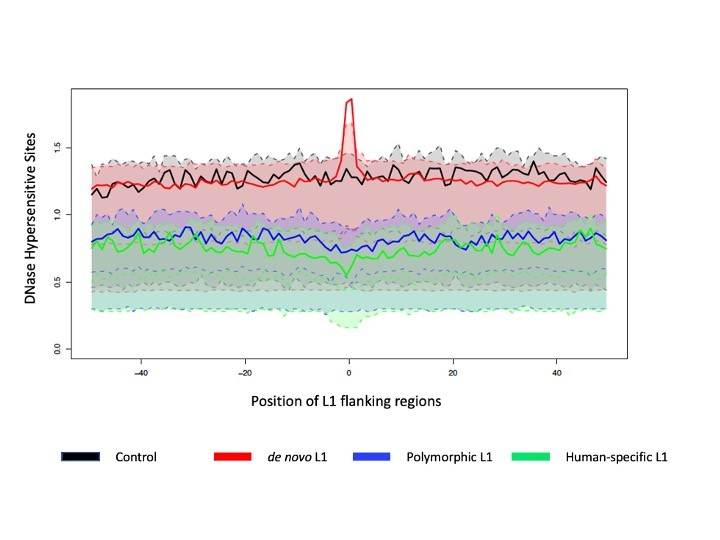 DNase Hypersensitive Sites
1.5
1.0
0.5
0.0
−40
−20
0
20
40
Position of L1 flanking regions
Control
de novo L1
Polymorphic L1
Human-specific L1